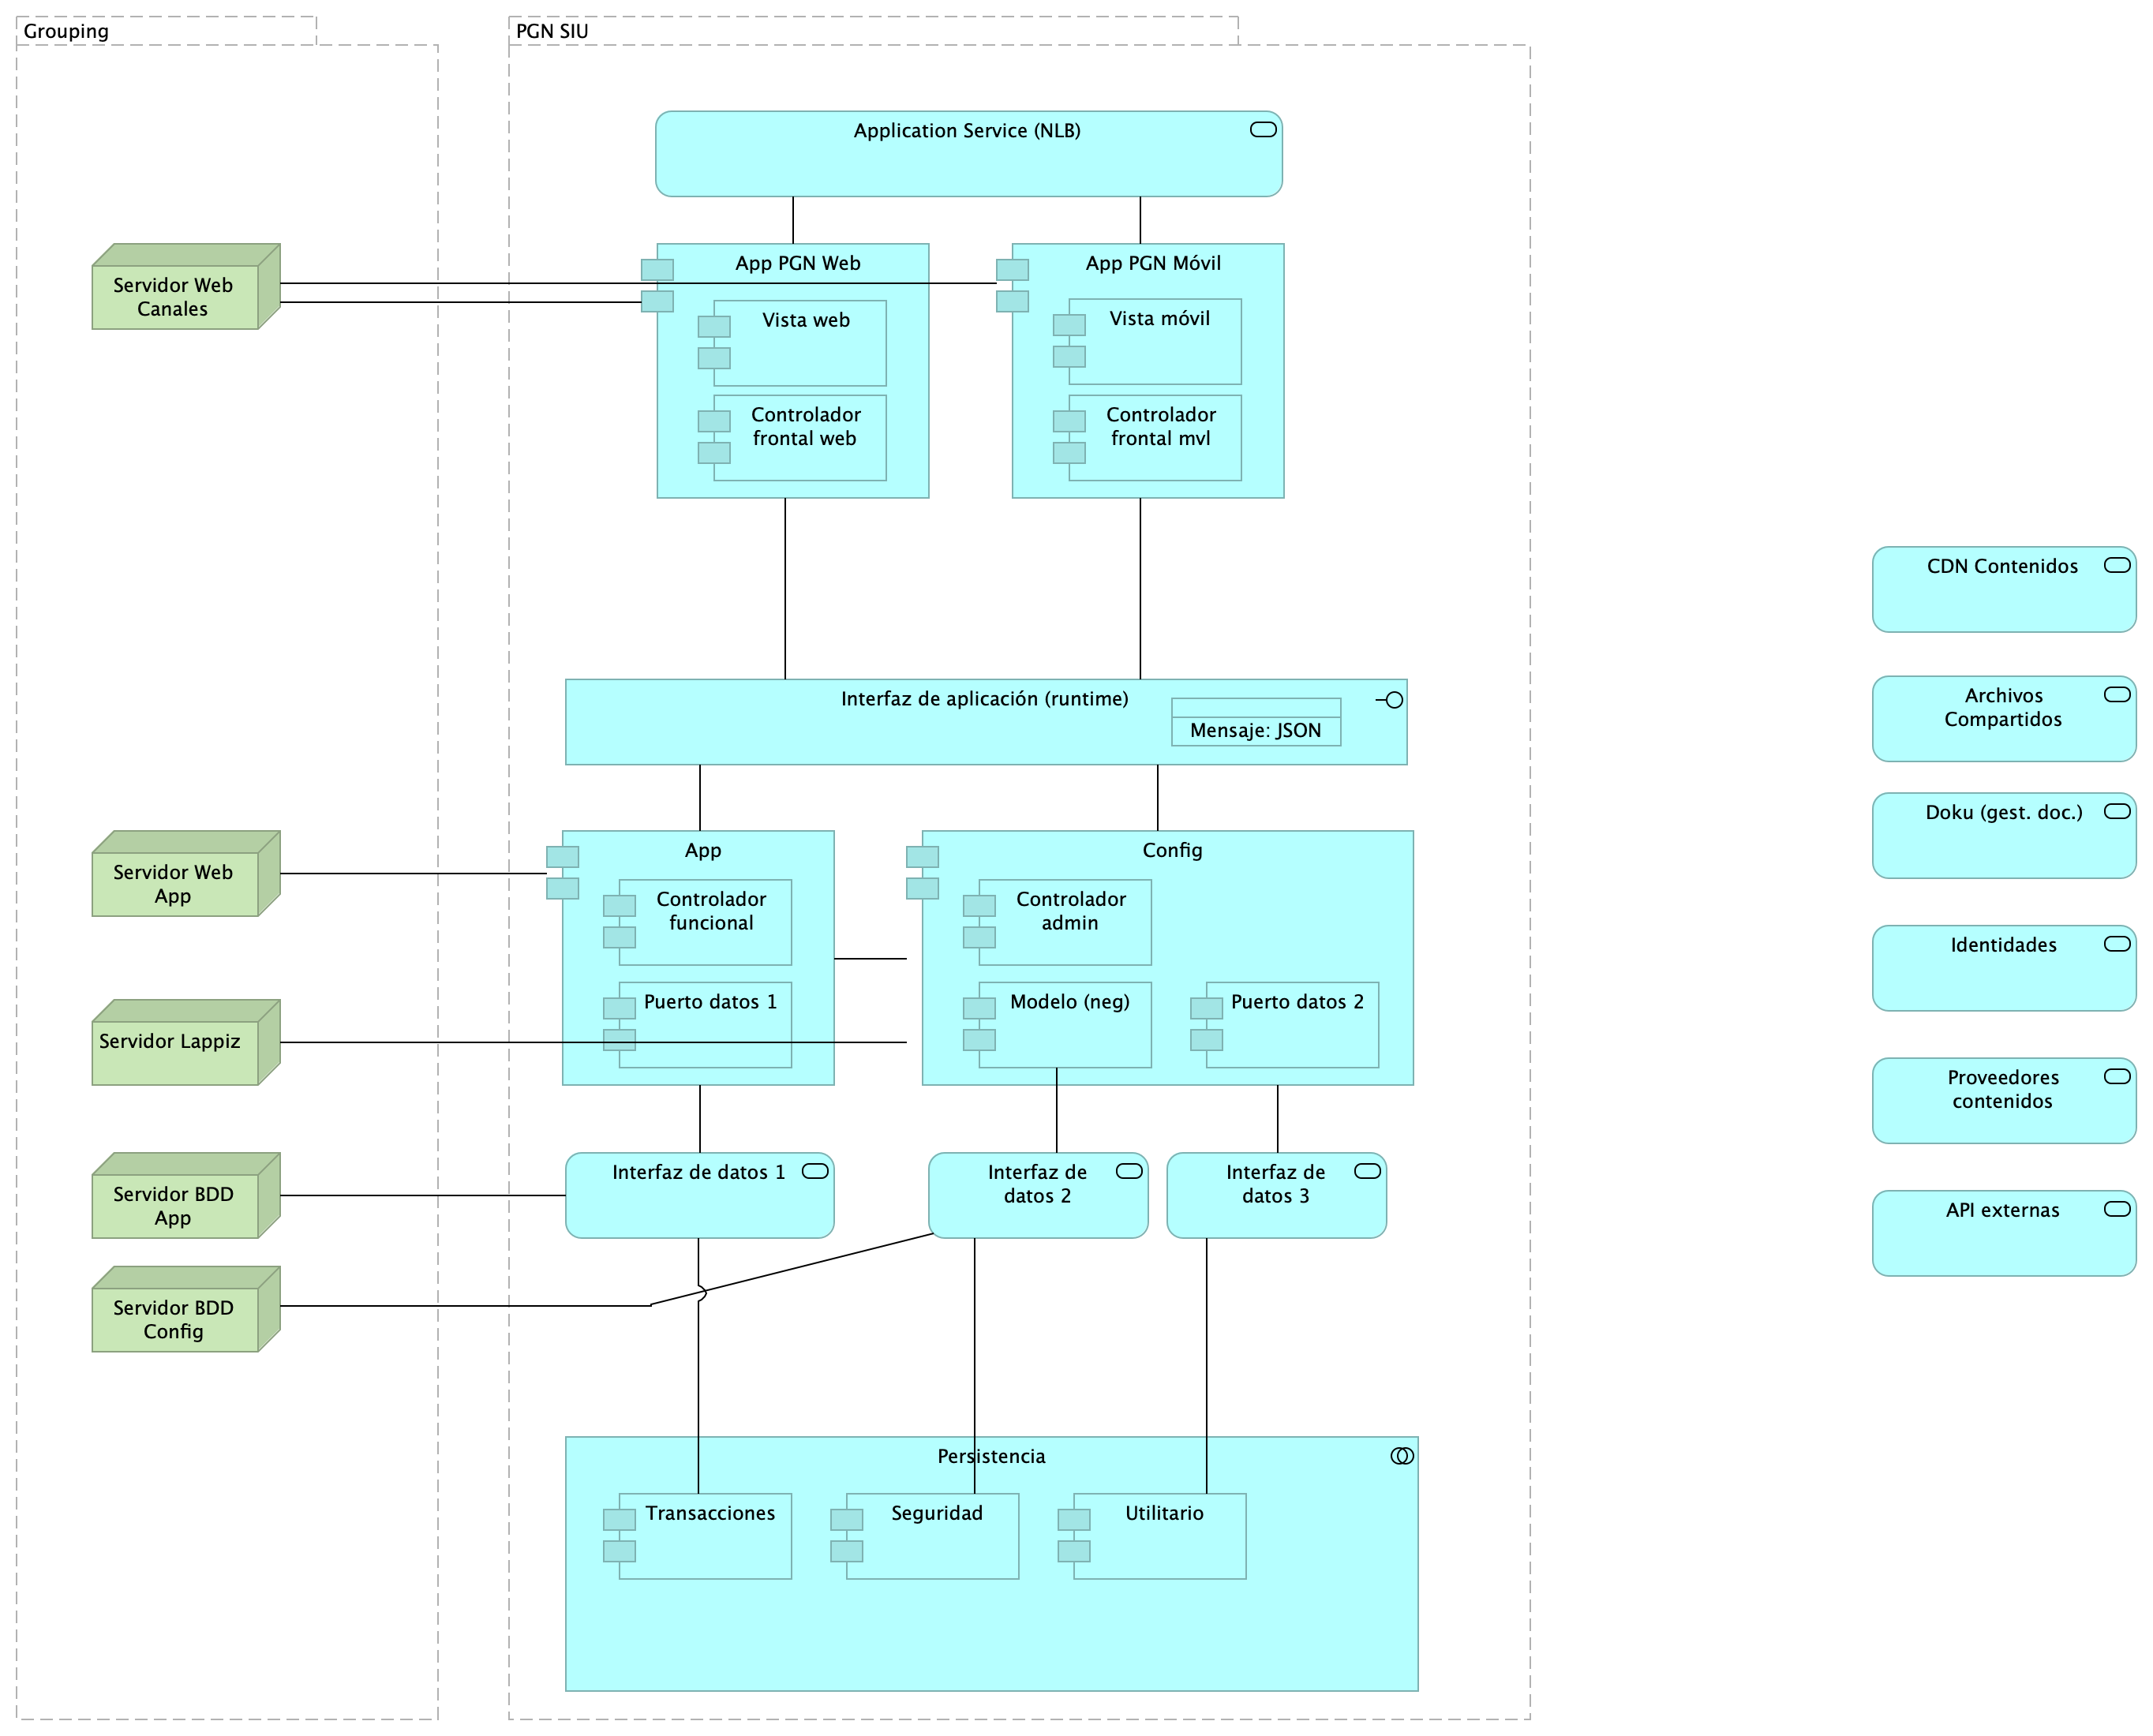 Grouping
PGN SIU
Application Service (NLB)
Servidor Web
Canales
App PGN Web
App PGN Móvil
Vista web
Vista móvil
Controlador
frontal web
Controlador
frontal mvl
CDN Contenidos
Interfaz de aplicación (runtime)
Mensaje: JSON
Archivos
Compartidos
Servidor Web
App
App
Controlador
funcional
Puerto datos 1
Config
Controlador
admin
Modelo (neg)
Puerto datos 2
Doku (gest. doc.)
Identidades
Servidor Lappiz
Proveedores
contenidos
Servidor BDD
App
Interfaz de datos 1
Interfaz de
datos 2
Interfaz de
datos 3
API externas
Servidor BDD
Config
Persistencia
Transacciones
Seguridad
Utilitario